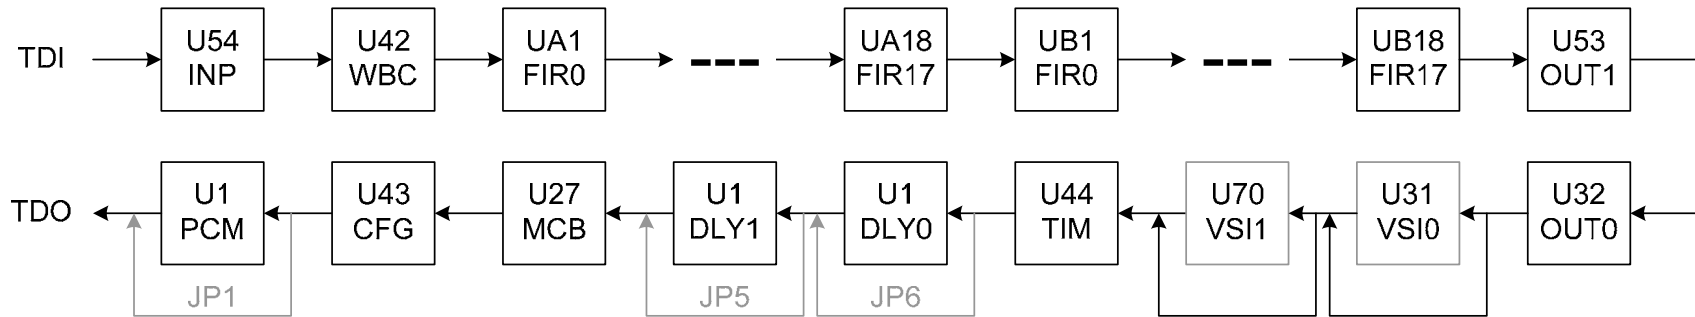 TDI
U54
INP
U42
WBC
UA1
FIR0
UA18
FIR17
UB1
FIR0
UB18
FIR17
U53
OUT1
TDO
U1
PCM
U43
CFG
U27
MCB
U1
DLY1
U1
DLY0
U44
TIM
U70
VSI1
U31
VSI0
U32
OUT0
JP1
JP5
JP6